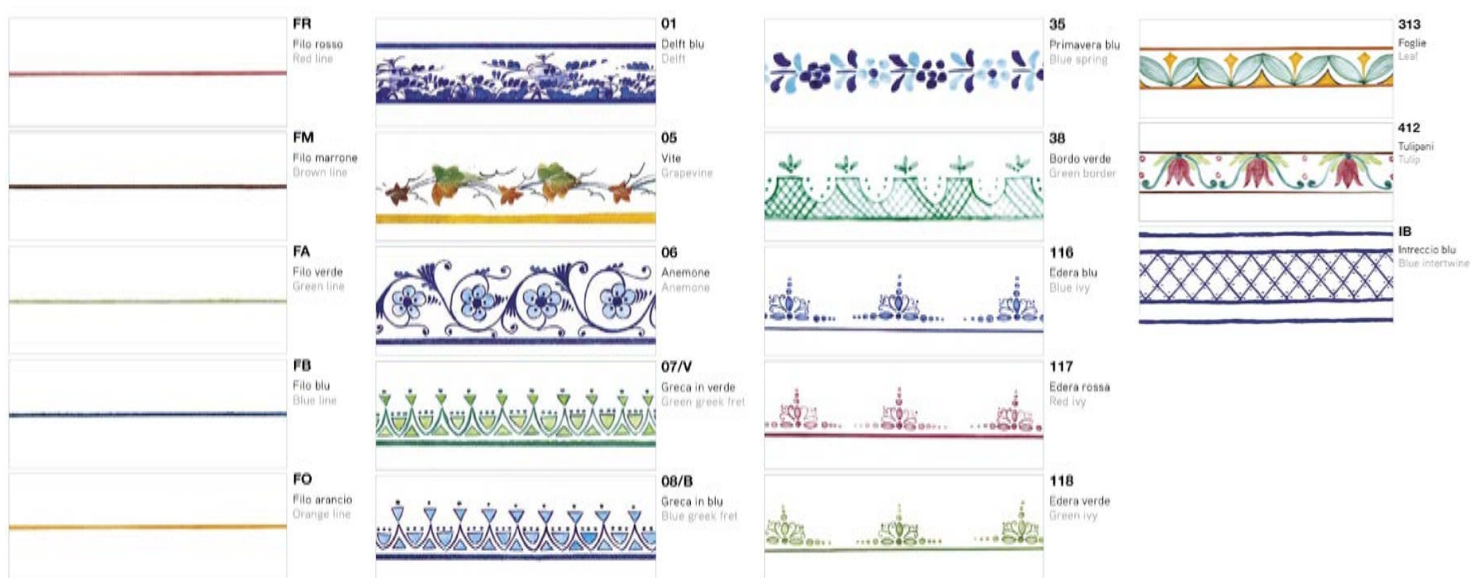 FR
Filo rosso
Red line
FM
Filo marrone
Brown line
FA
Filo verde
Green line
FB
Filo blu
Blue line
FO
Filo arancio
Orange line
01
Delft blu
Delft
05
Vite
Grapevine
06
Anemone
Anemone
07/V
Greca in verde
Green greek fret
08/B
Greca in blu
Blue greek fret
35
Primavera blu
Blue spring
38
Bordo verde
Green border
116
Edera blu
Blue ivy
117
Edera rossa
Red ivy
118
Edera verde
Green ivy
313
Foglie
Leaf
412
Tulipani
Tulip
IB
Intreccio blu
Blue intertwine